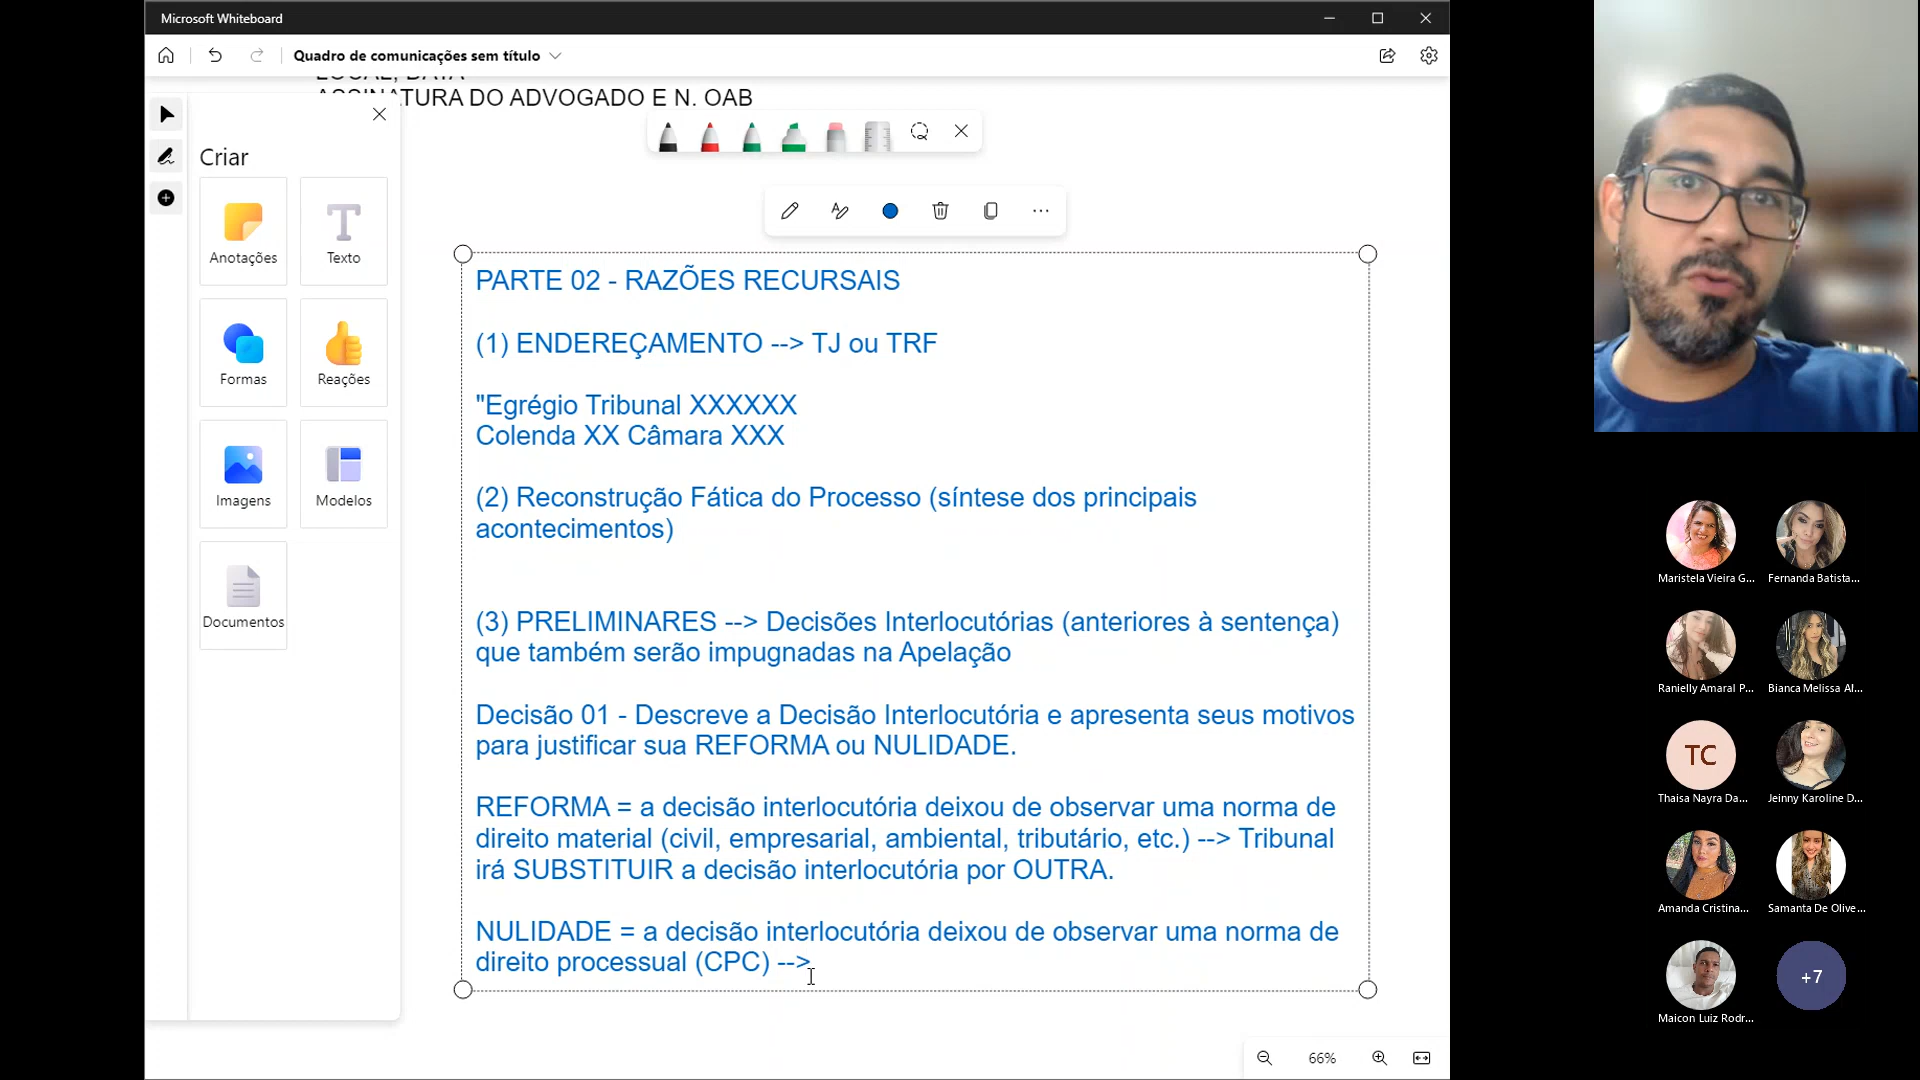 Microsoft Whiteboard
Quadro de comunicações sem título
ASSINATURA DO ADVOGADO E N. OAB
Criar
Anotações
Texto
Formas
Reações
Imagens
Modelos
Documentos
PARTE 02 - RAZÕES RECURSAIS
(1) ENDEREÇAMENTO --> TJ ou TRF
"Egrégio Tribunal XXXXXX
Colenda XX Câmara XXX
(2) Reconstrução Fática do Processo (síntese dos principais
acontecimentos)
(3) PRELIMINARES --> Decisões Interlocutórias (anteriores à sentença)
que também serão impugnadas na Apelação
Decisão 01 - Descreve a Decisão Interlocutória e apresenta seus motivos
para justificar sua REFORMA ou NULIDADE.
REFORMA = a decisão interlocutória deixou de observar uma norma de
direito material (civil, empresarial, ambiental, tributário, etc.) --> Tribunal
irá SUBSTITUIR a decisão interlocutória por OUTRA.
NULIDADE = a decisão interlocutória deixou de observar uma norma de
direito processual (CPC) -->
66%
Maristela Vieira G...
Fernanda Batista...
Ranielly Amaral P...
Bianca Melissa Al...
TC
Thaisa Nayra Da...
Jeinny Karoline D...
Amanda Cristina...
Samanta De Olive...
Maicon Luiz Rodr...
+7